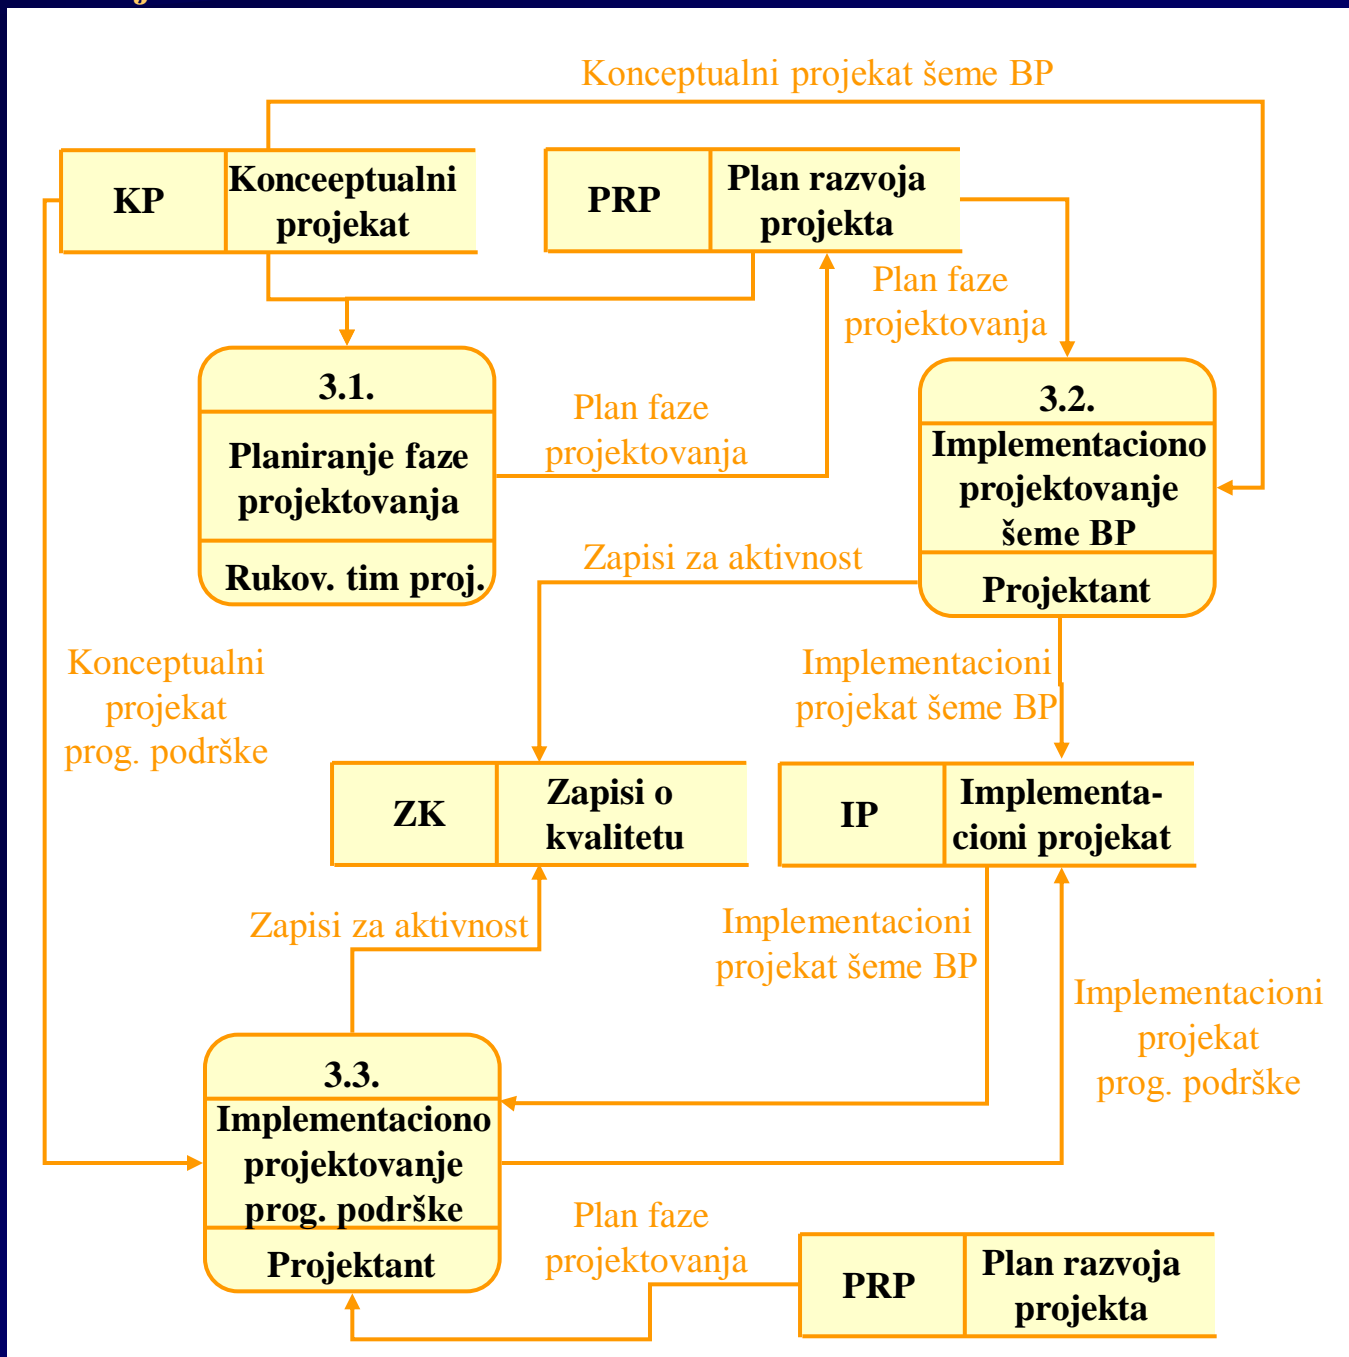 Konceptualni projekat šeme BP
KP
Konceeptualni
projekat
PRP
Plan razvoja
projekta
Plan faze
projektovanja
3.1.
Planiranje faze
projektovanja
Rukov. tim proj.
Plan faze
projektovanja
3.2.
Implementaciono
projektovanje
šeme BP
Projektant
Zapisi za aktivnost
Konceptualni
projekat
prog. podrške
Implementacioni
projekat šeme BP
ZK
Zapisi o
kvalitetu
IP
Implementa-
cioni projekat
Zapisi za aktivnost
Implementacioni
projekat šeme BP
Implementacioni
projekat
prog. podrške
3.3.
Implementaciono
projektovanje
prog. podrške
Projektant
Plan faze
projektovanja
PRP
Plan razvoja
projekta